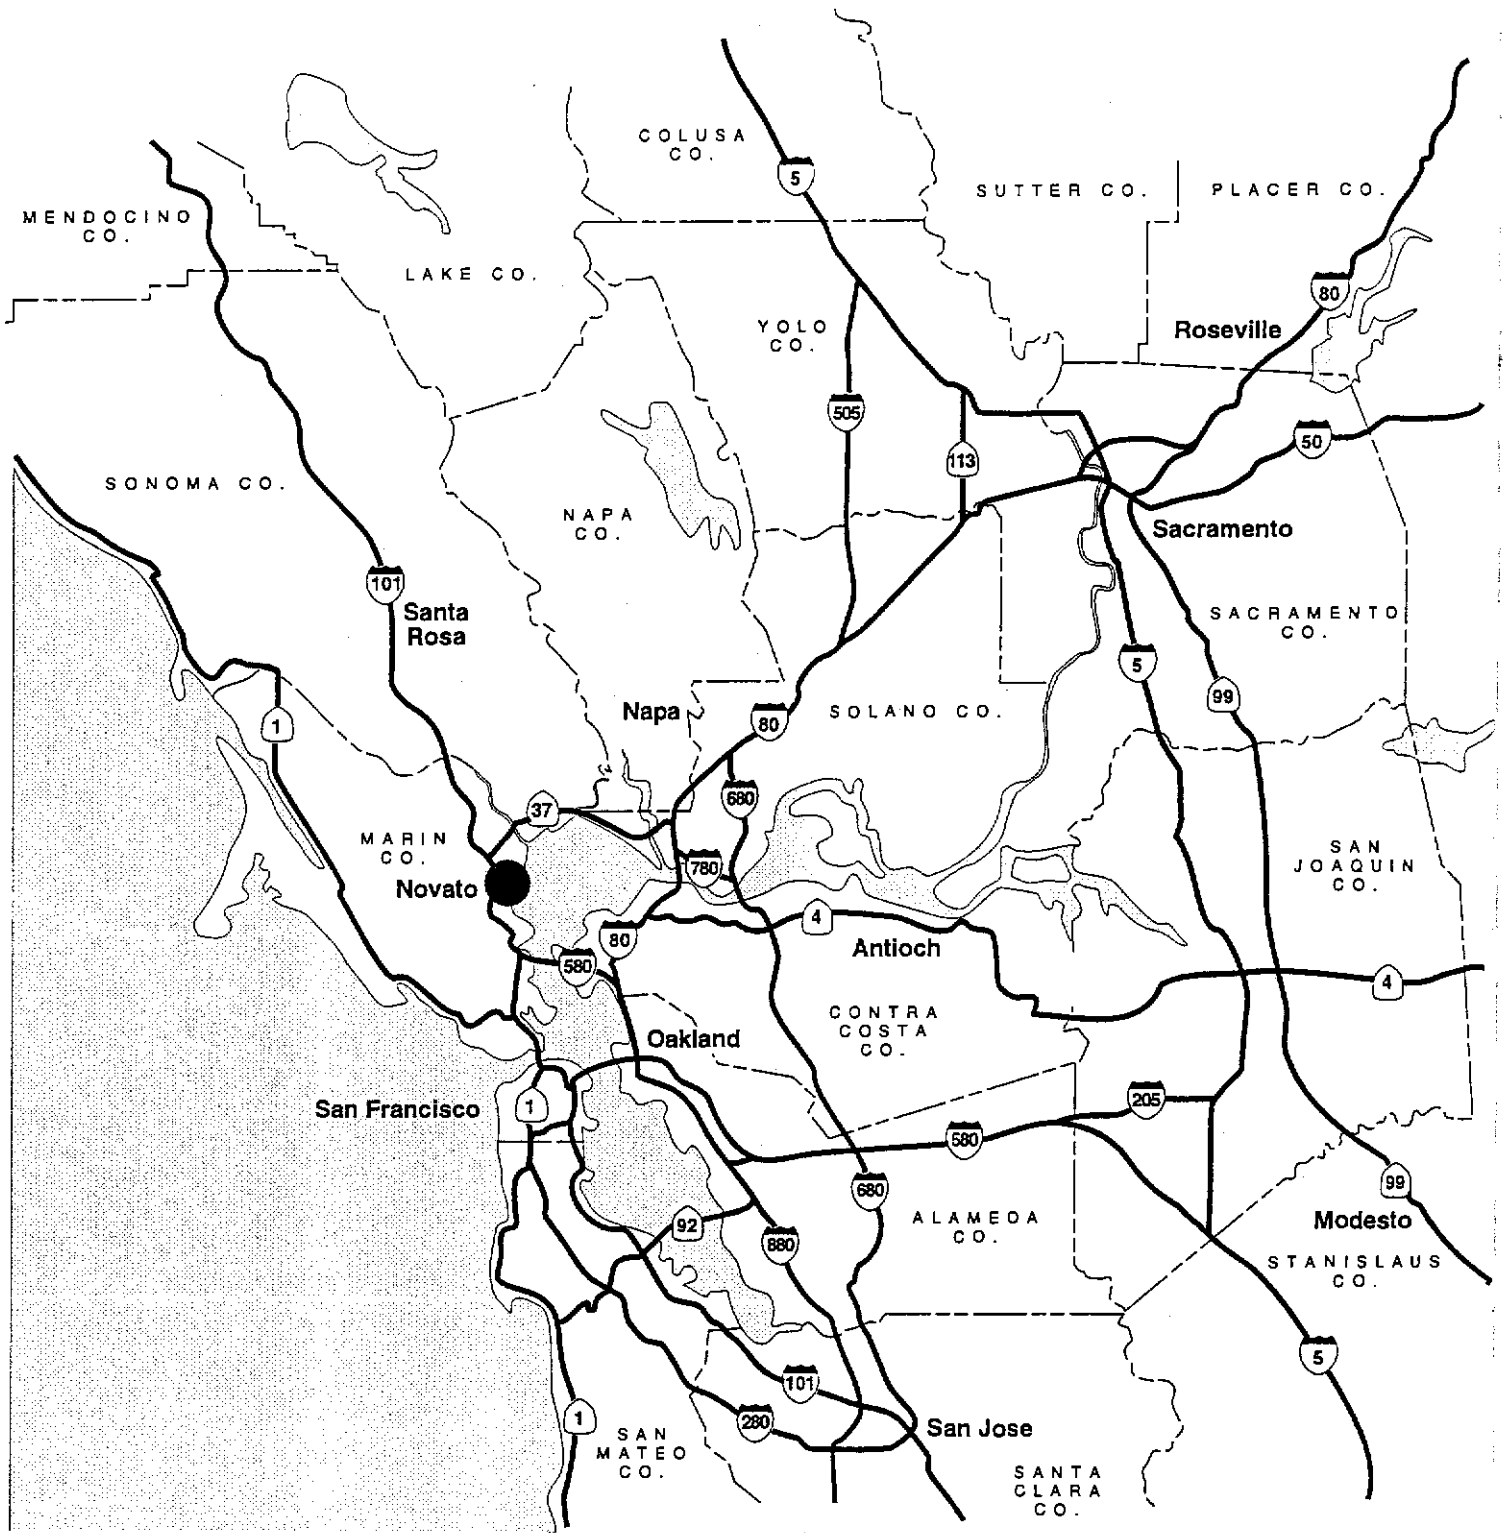 COLUSA
CO.
5
SUTTER CO.
PLACER CO.
MENDOCINO
CO.
LAKE CO.
80
YOLO
CO.
Roseville
505
50
113
SONOMA CO.
NAPA
CO.
Sacramento
101
Santa
Rosa
SACRAMENTO
CO.
5
99
Napa
80
SOLANO CO.
1
680
37
MARIN
CO.
SAN
JOAQUIN
CO.
780
Novato
4
80
Antioch
580
4
CONTRA
COSTA
CO.
Oakland
San Francisco
1
205
580
680
99
92
ALAMEDA
CO.
Modesto
880
STANISLAUS
CO.
5
101
280
1
San Jose
SAN
MATEO
CO.
SANTA
CLARA
CO.